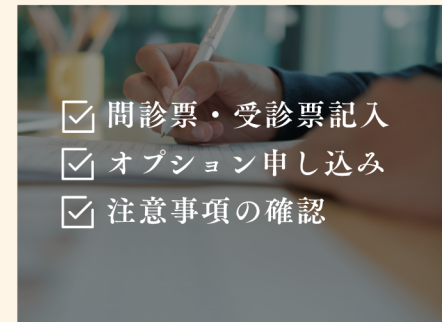 問診票・受診票記入
オプション申し込み
注意事項の確認